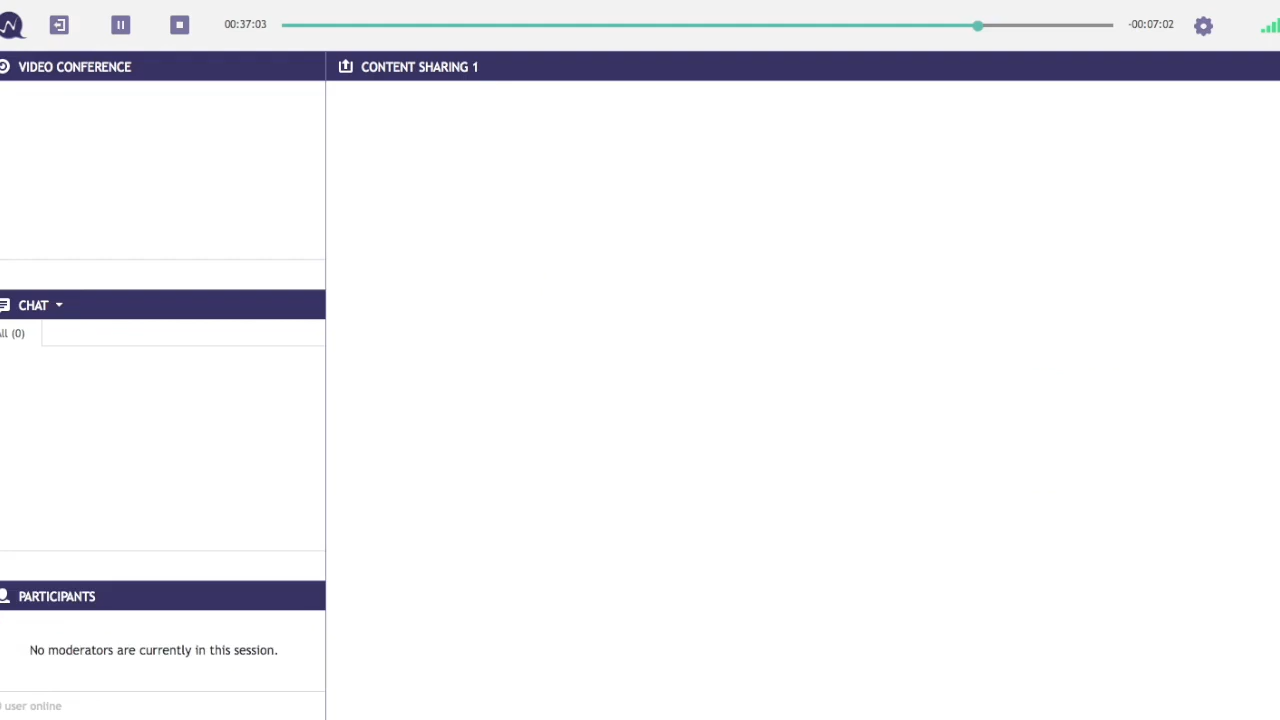 00:37:03
-00:07:02
VIDEO CONFERENCE
CONTENT SHARING 1
CHAT
All (0)
PARTICIPANTS
No moderators are currently in this session.
user online